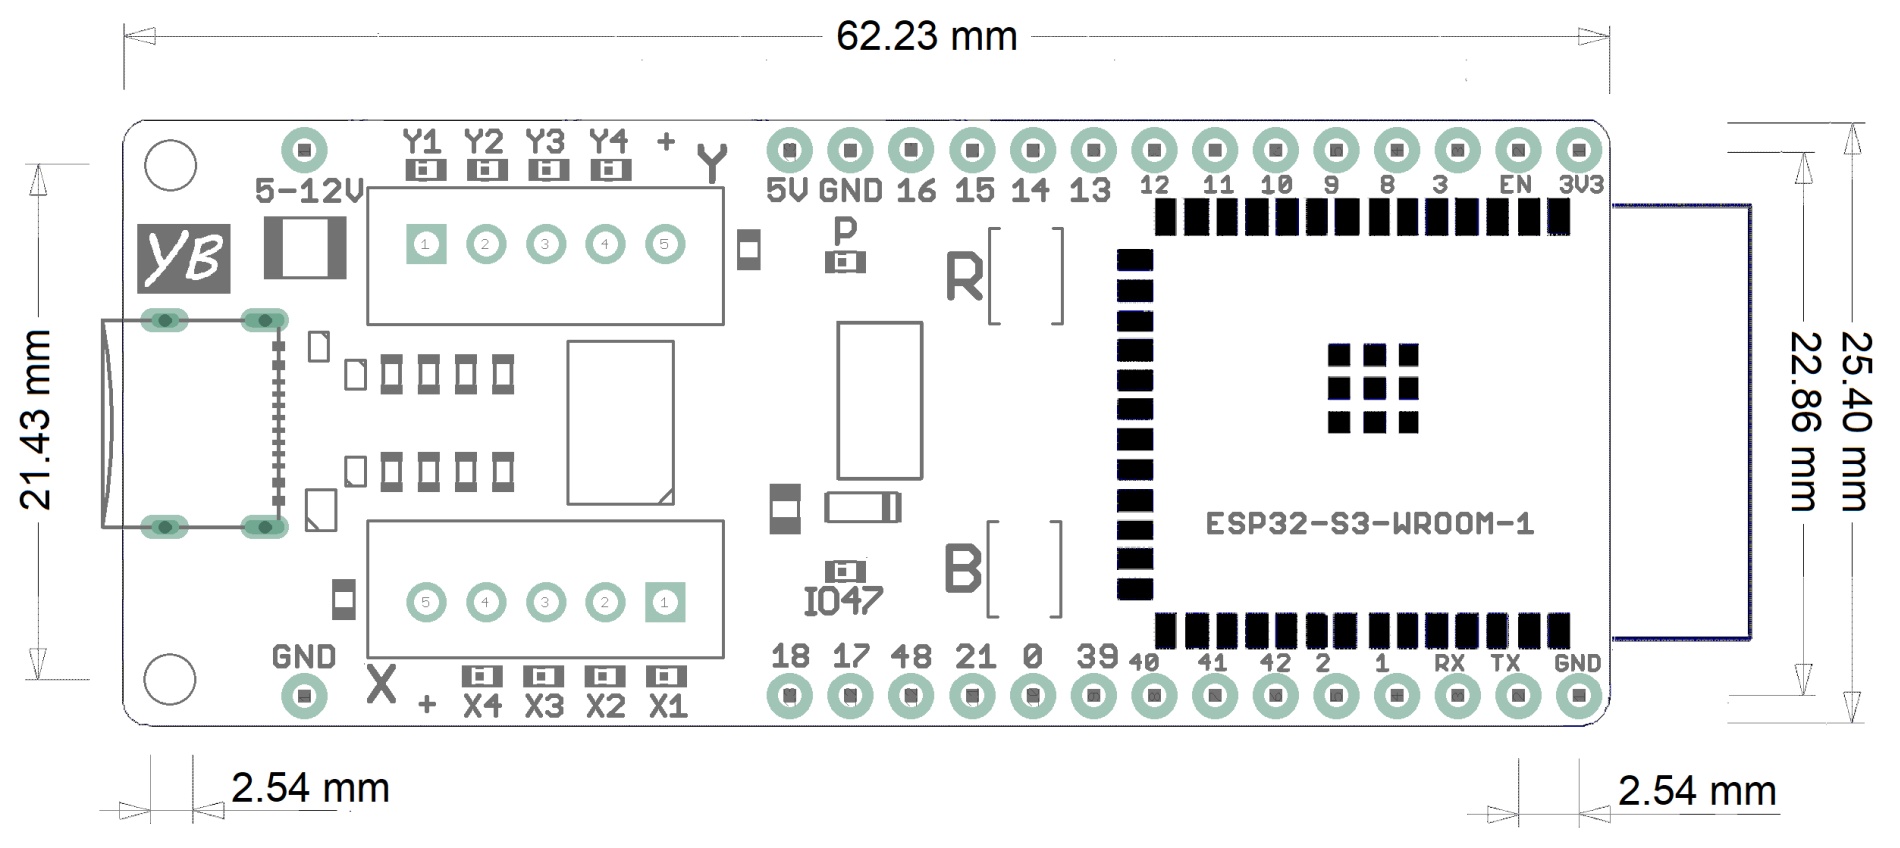 62.23 mm
Y1 Y2 Y3 Y4 + Y
5-12V
5V GND 16 15 14 13 12 11 10 9 8 3 EN 3V3
YB
1 2 3 4 5
P
R
21.43 mm
22.86 mm
25.40 mm
ESP32-S3-WROOM-1
B
IO47
5 4 3 2 1
GND
X
+ X4 X3 X2 X1
18 17 48 21 0 39 40 41 42 2 1 RX TX GND
2.54 mm
2.54 mm